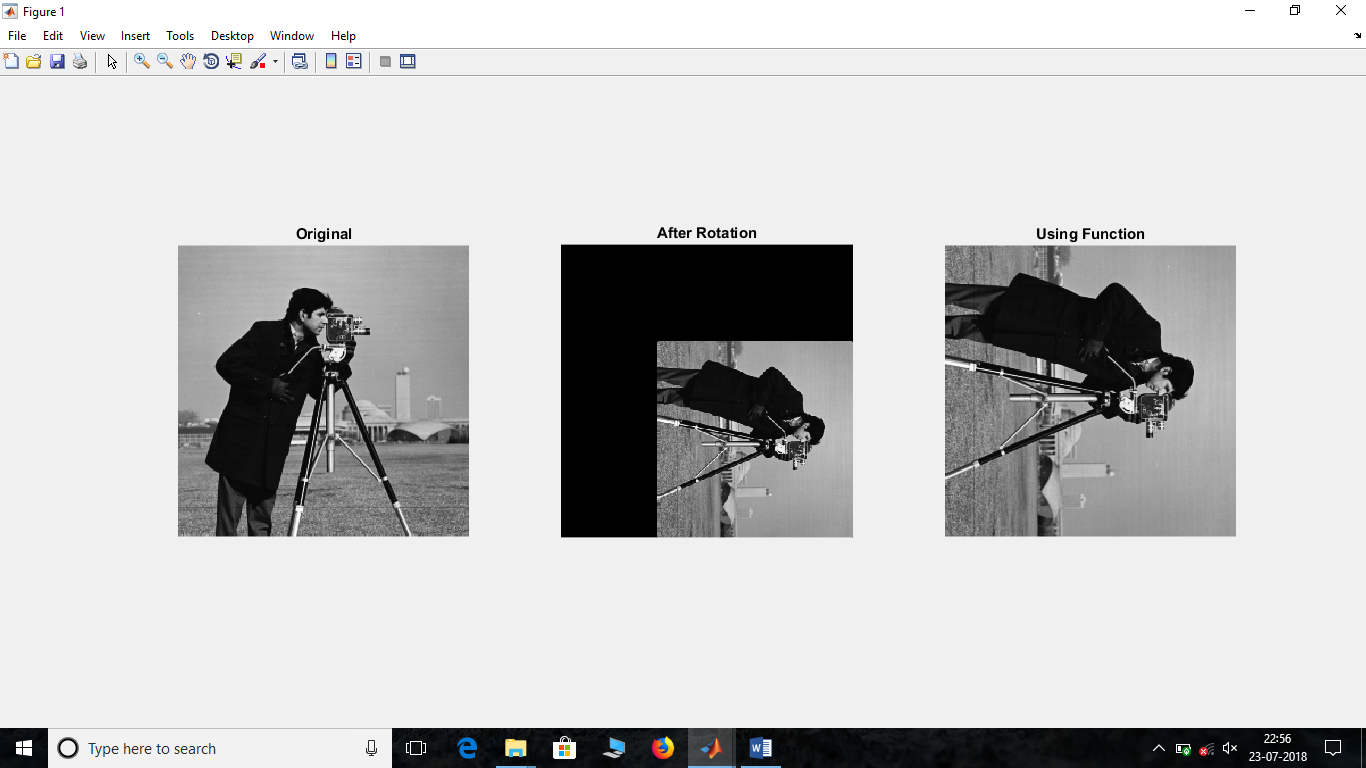 Figure 1
File Edit View Insert Tools Desktop Window Help
Original
After Rotation
Using Function
Type here to search
22:56
23-07-2018